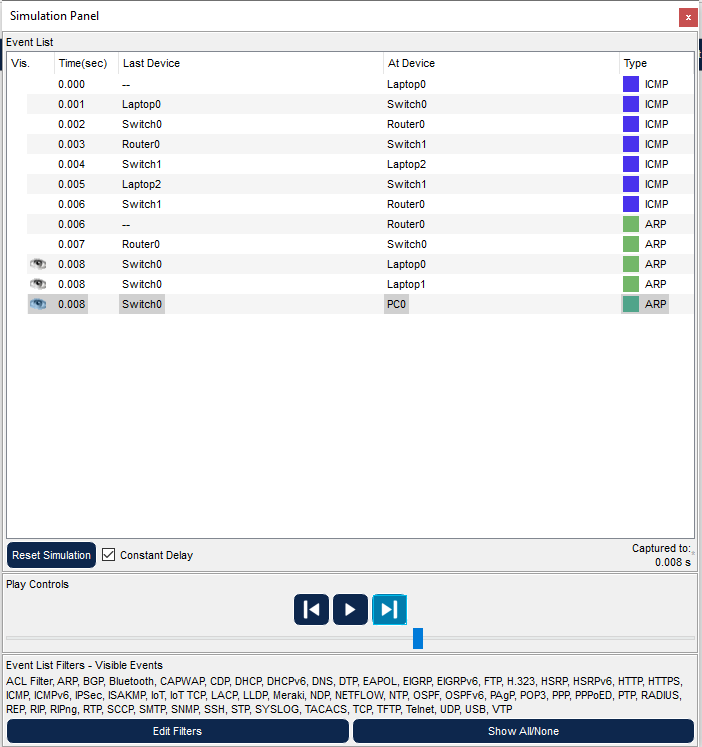 Simulation Panel
x
Event List
Vis. Time(sec) Last Device At Device Type
0.000 -- Laptop0 ICMP
0.001 Laptop0 Switch0 ICMP
0.002 Switch0 Router0 ICMP
0.003 Router0 Switch1 ICMP
0.004 Switch1 Laptop2 ICMP
0.005 Laptop2 Switch1 ICMP
0.006 Switch1 Router0 ICMP
0.006 -- Router0 ARP
0.007 Router0 Switch0 ARP
0.008 Switch0 Laptop0 ARP
0.008 Switch0 Laptop1 ARP
0.008 Switch0 PC0 ARP
Reset Simulation Constant Delay Captured to:
0.008 s
Play Controls
Event List Filters - Visible Events
ACL Filter, ARP, BGP, Bluetooth, CAPWAP, CDP, DHCP, DHCPv6, DNS, DTP, EAPOL, EIGRP, EIGRPv6, FTP, H.323, HSRP, HSRPv6, HTTP, HTTPS,
ICMP, ICMPv6, IPSec, ISAKMP, IoT, IoT TCP, LACP, LLDP, Meraki, NDP, NETFLOW, NTP, OSPF, OSPFv6, PAgP, POP3, PPP, PPPoED, PTP, RADIUS,
REP, RIP, RIPng, RTP, SCCP, SMTP, SNMP, SSH, STP, SYSLOG, TACACS, TCP, TFTP, Telnet, UDP, USB, VTP
Edit Filters Show All/None